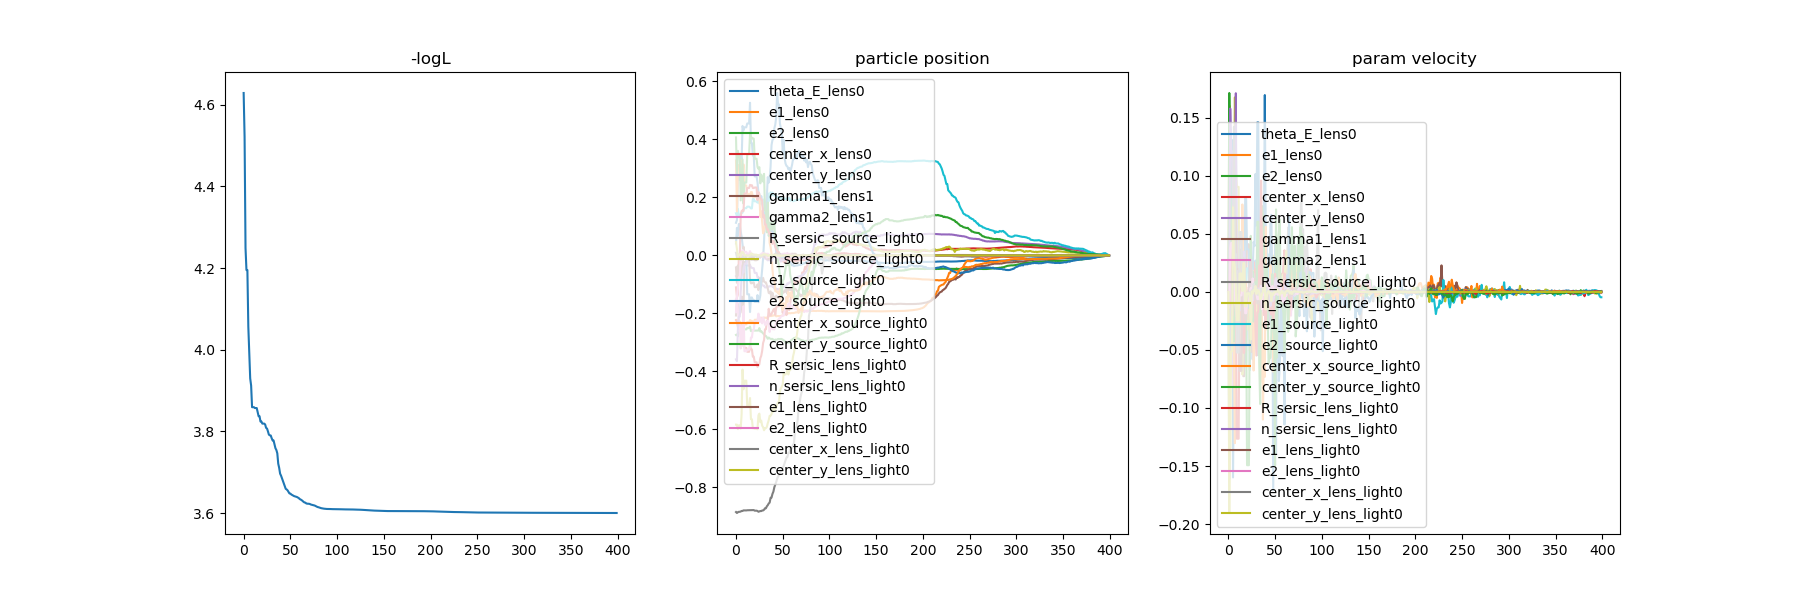 -logL
4.6
4.4
4.2
4.0
3.8
3.6
0 50 100 150 200 250 300 350 400
particle position
0.6
0.4
0.2
0.0
−0.2
−0.4
−0.6
−0.8
theta_E_lens0
e1_lens0
e2_lens0
center_x_lens0
center_y_lens0
gamma1_lens1
gamma2_lens1
R_sersic_source_light0
n_sersic_source_light0
e1_source_light0
e2_source_light0
center_x_source_light0
center_y_source_light0
R_sersic_lens_light0
n_sersic_lens_light0
e1_lens_light0
e2_lens_light0
center_x_lens_light0
center_y_lens_light0
0 50 100 150 200 250 300 350 400
param velocity
0.15
0.10
0.05
0.00
−0.05
−0.10
−0.15
−0.20
theta_E_lens0
e1_lens0
e2_lens0
center_x_lens0
center_y_lens0
gamma1_lens1
gamma2_lens1
R_sersic_source_light0
n_sersic_source_light0
e1_source_light0
e2_source_light0
center_x_source_light0
center_y_source_light0
R_sersic_lens_light0
n_sersic_lens_light0
e1_lens_light0
e2_lens_light0
center_x_lens_light0
center_y_lens_light0
0 50 100 150 200 250 300 350 400